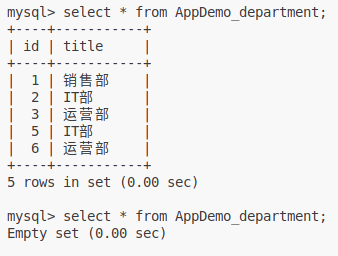 mysql> select * from AppDemo_department;
+----+-----------+
| id | title     |
+----+-----------+
|  1 | 销售部    |
|  2 | IT部      |
|  3 | 运营部    |
|  5 | IT部      |
|  6 | 运营部    |
+----+-----------+
5 rows in set (0.00 sec)

mysql> select * from AppDemo_department;
Empty set (0.00 sec)